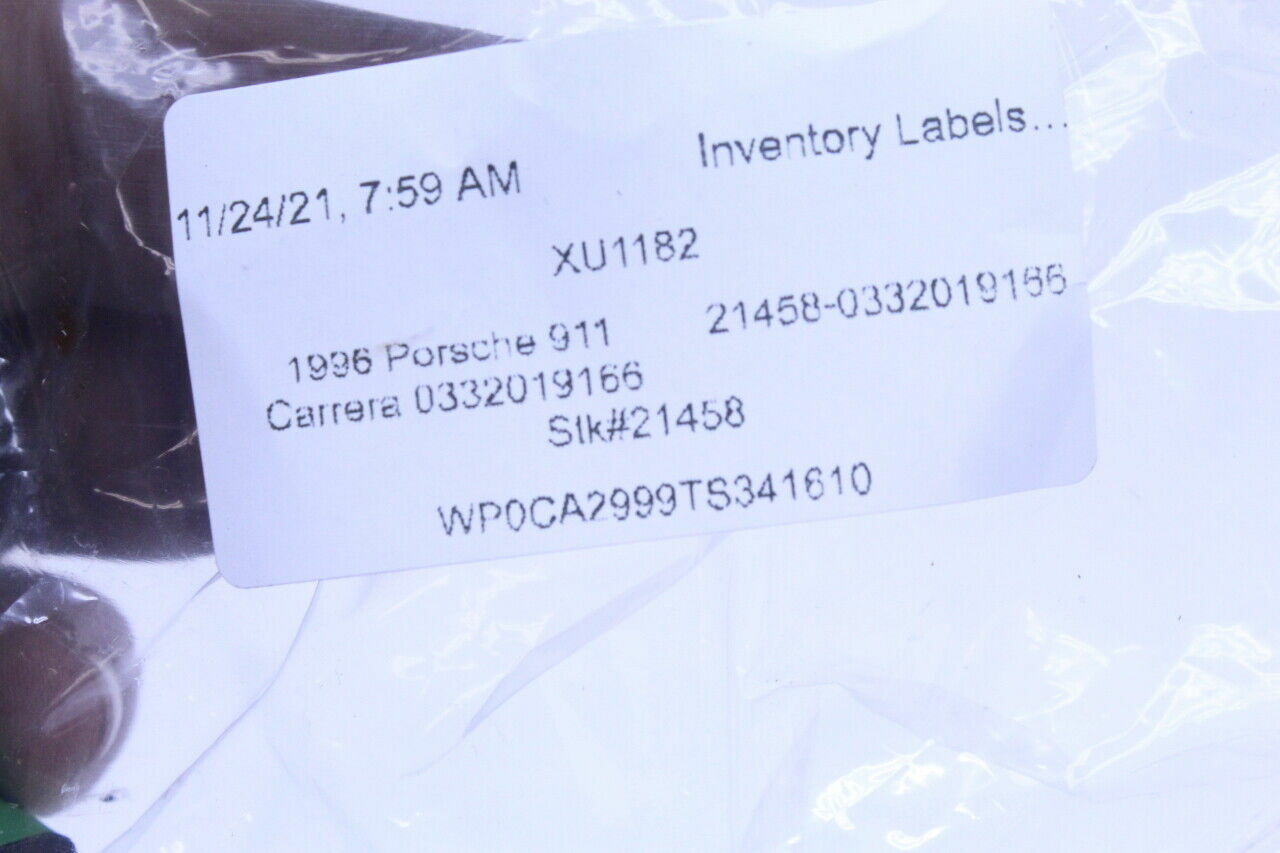 11/24/21, 7:59 AM Inventory Labels...
XU1182
1996 Porsche 911 21458-0332019166
Carrera 0332019166
Stk#21458
WP0CA2999TS341610